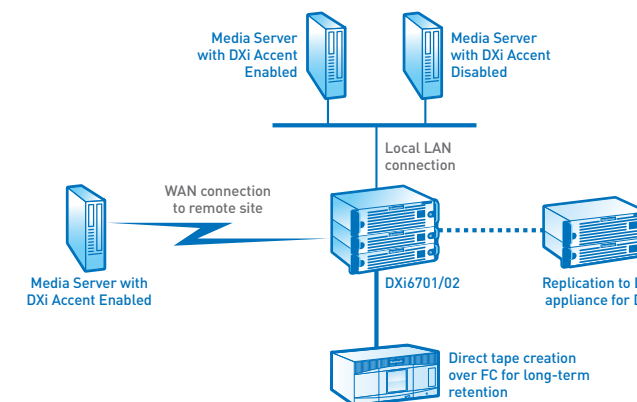 Media Server
with DXi Accent
Enabled
Media Server
with DXi Accent
Disabled
Local LAN
connection
WAN connection
to remote site
Media Server with
DXi Accent Enabled
DXi6701/02
Replication to
appliance for
Direct tape creation
over FC for long-term
retention